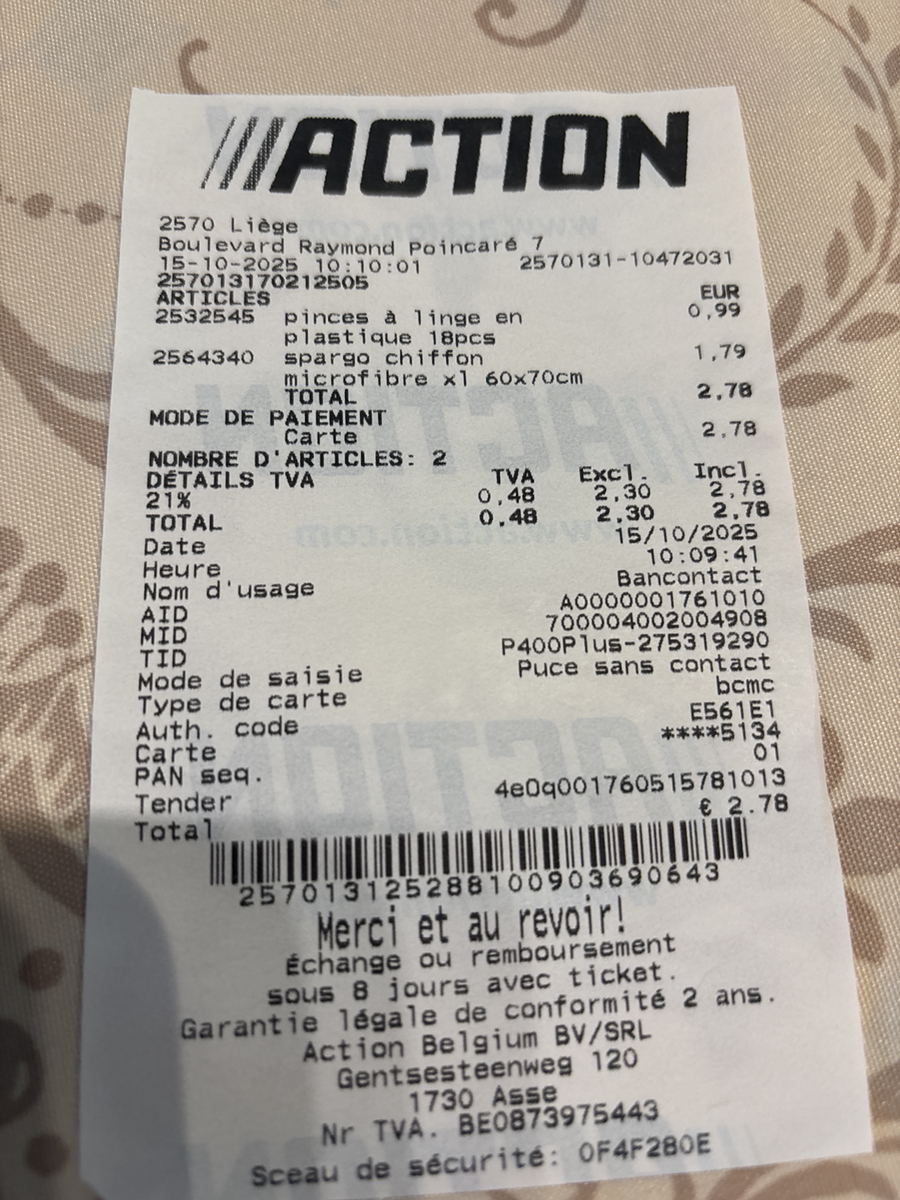 ///ACTION
2570 Liège
Boulevard Raymond Poincaré 7
15-10-2025 10:10:01 2570131-10472031
257013170212505
ARTICLES EUR
2532545 pinces à linge en 0,99
plastique 18pcs
2564340 spargo chiffon 1,79
microfibre x1 60x70cm
TOTAL 2,78
MODE DE PAIEMENT
Carte 2,78
NOMBRE D'ARTICLES: 2
DÉTAILS TVA TVA Excl. Incl.
21% 0,48 2,30 2,78
TOTAL 0,48 2,30 2,78
Date 15/10/2025
Heure 10:09:41
Nom d'usage Bancontact
AID A0000001761010
MID 700004002004908
TID P400Plus-275319290
Mode de saisie Puce sans contact
Type de carte bcmc
Auth. code E561E1
Carte ****5134
PAN seq. 01
Tender 4e0q001760515781013
Total € 2.78
257013125288100903690643
Merci et au revoir!
Échange ou remboursement
sous 8 jours avec ticket.
Garantie légale de conformité 2 ans.
Action Belgium BV/SRL
Gentsesteenweg 120
1730 Asse
Nr TVA. BE0873975443
Sceau de sécurité: 0F4F280E